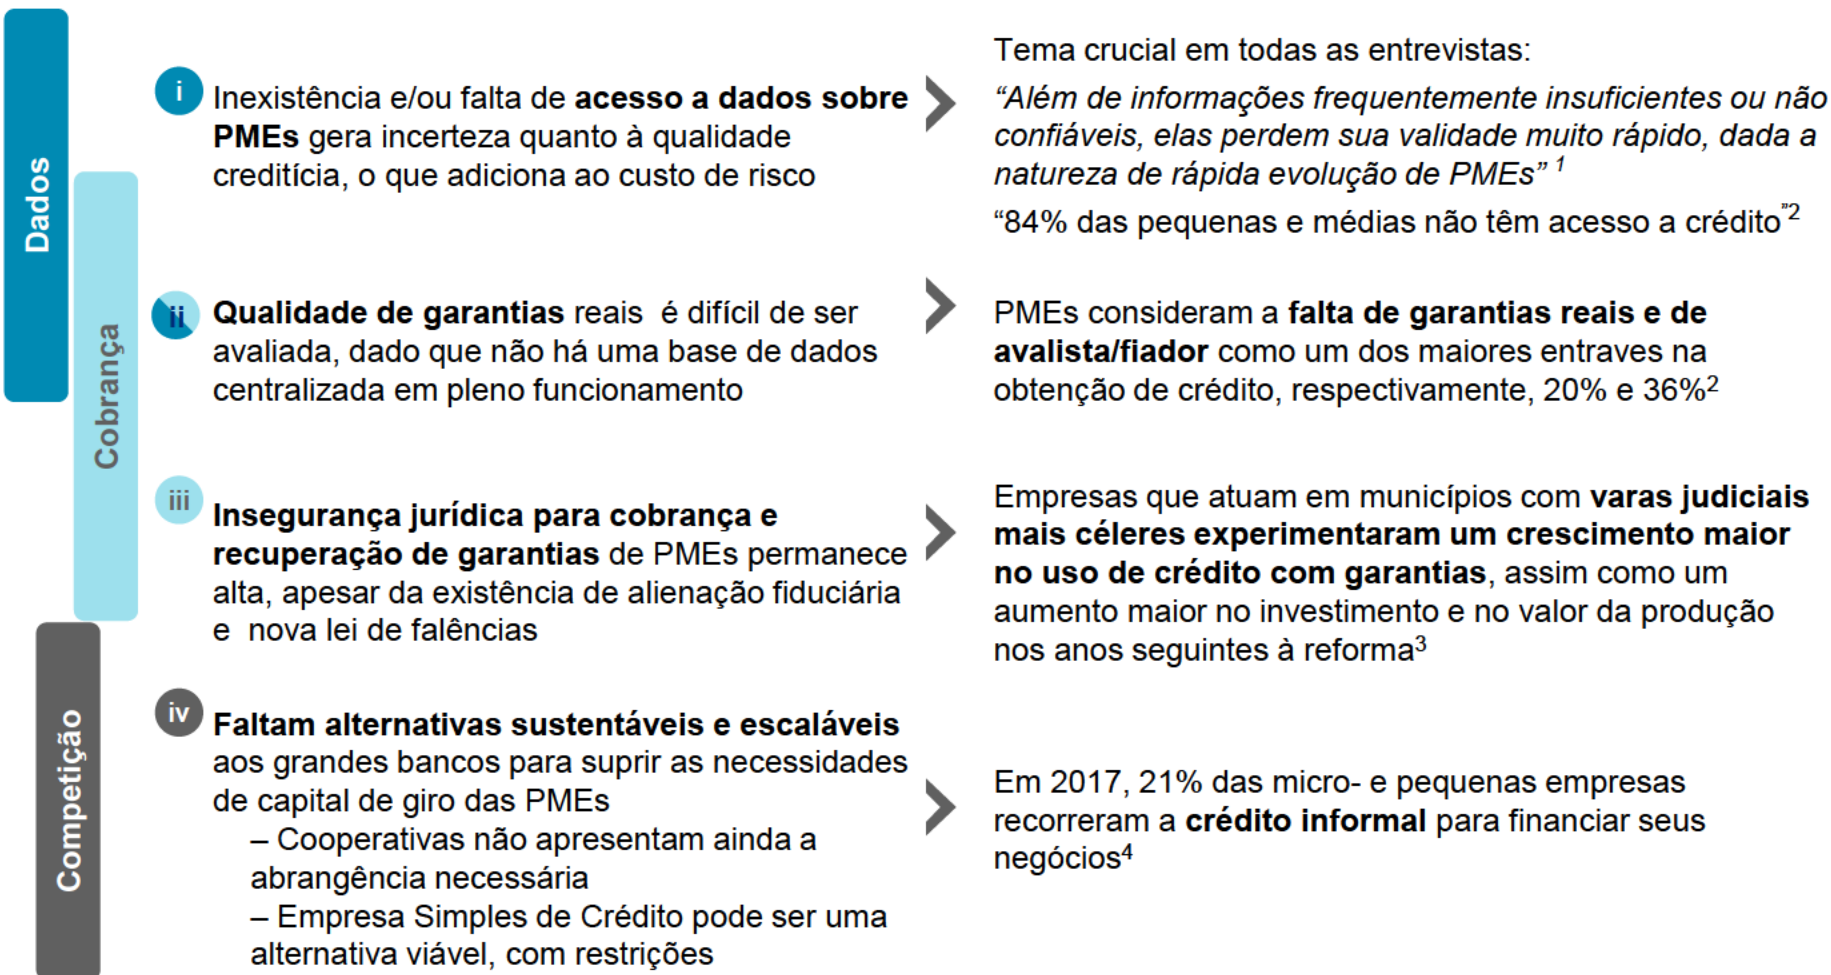 Dados
Cobrança
Competição
i
Inexistência e/ou falta de acesso a dados sobre
PMEs gera incerteza quanto à qualidade
creditícia, o que adiciona ao custo de risco
Tema crucial em todas as entrevistas:
“Além de informações frequentemente insuficientes ou não
confiáveis, elas perdem sua validade muito rápido, dada a
natureza de rápida evolução de PMEs” 1
“84% das pequenas e médias não têm acesso a crédito”2
ii
Qualidade de garantias reais é difícil de ser
avaliada, dado que não há uma base de dados
centralizada em pleno funcionamento
PMEs consideram a falta de garantias reais e de
avalista/fiador como um dos maiores entraves na
obtenção de crédito, respectivamente, 20% e 36%2
iii
Insegurança jurídica para cobrança e
recuperação de garantias de PMEs permanece
alta, apesar da existência de alienação fiduciária
e nova lei de falências
Empresas que atuam em municípios com varas judiciais
mais céleres experimentaram um crescimento maior
no uso de crédito com garantias, assim como um
aumento maior no investimento e no valor da produção
nos anos seguintes à reforma3
iv
Faltam alternativas sustentáveis e escaláveis
aos grandes bancos para suprir as necessidades
de capital de giro das PMEs
– Cooperativas não apresentam ainda a
abrangência necessária
– Empresa Simples de Crédito pode ser uma
alternativa viável, com restrições
Em 2017, 21% das micro- e pequenas empresas
recorreram a crédito informal para financiar seus
negócios4